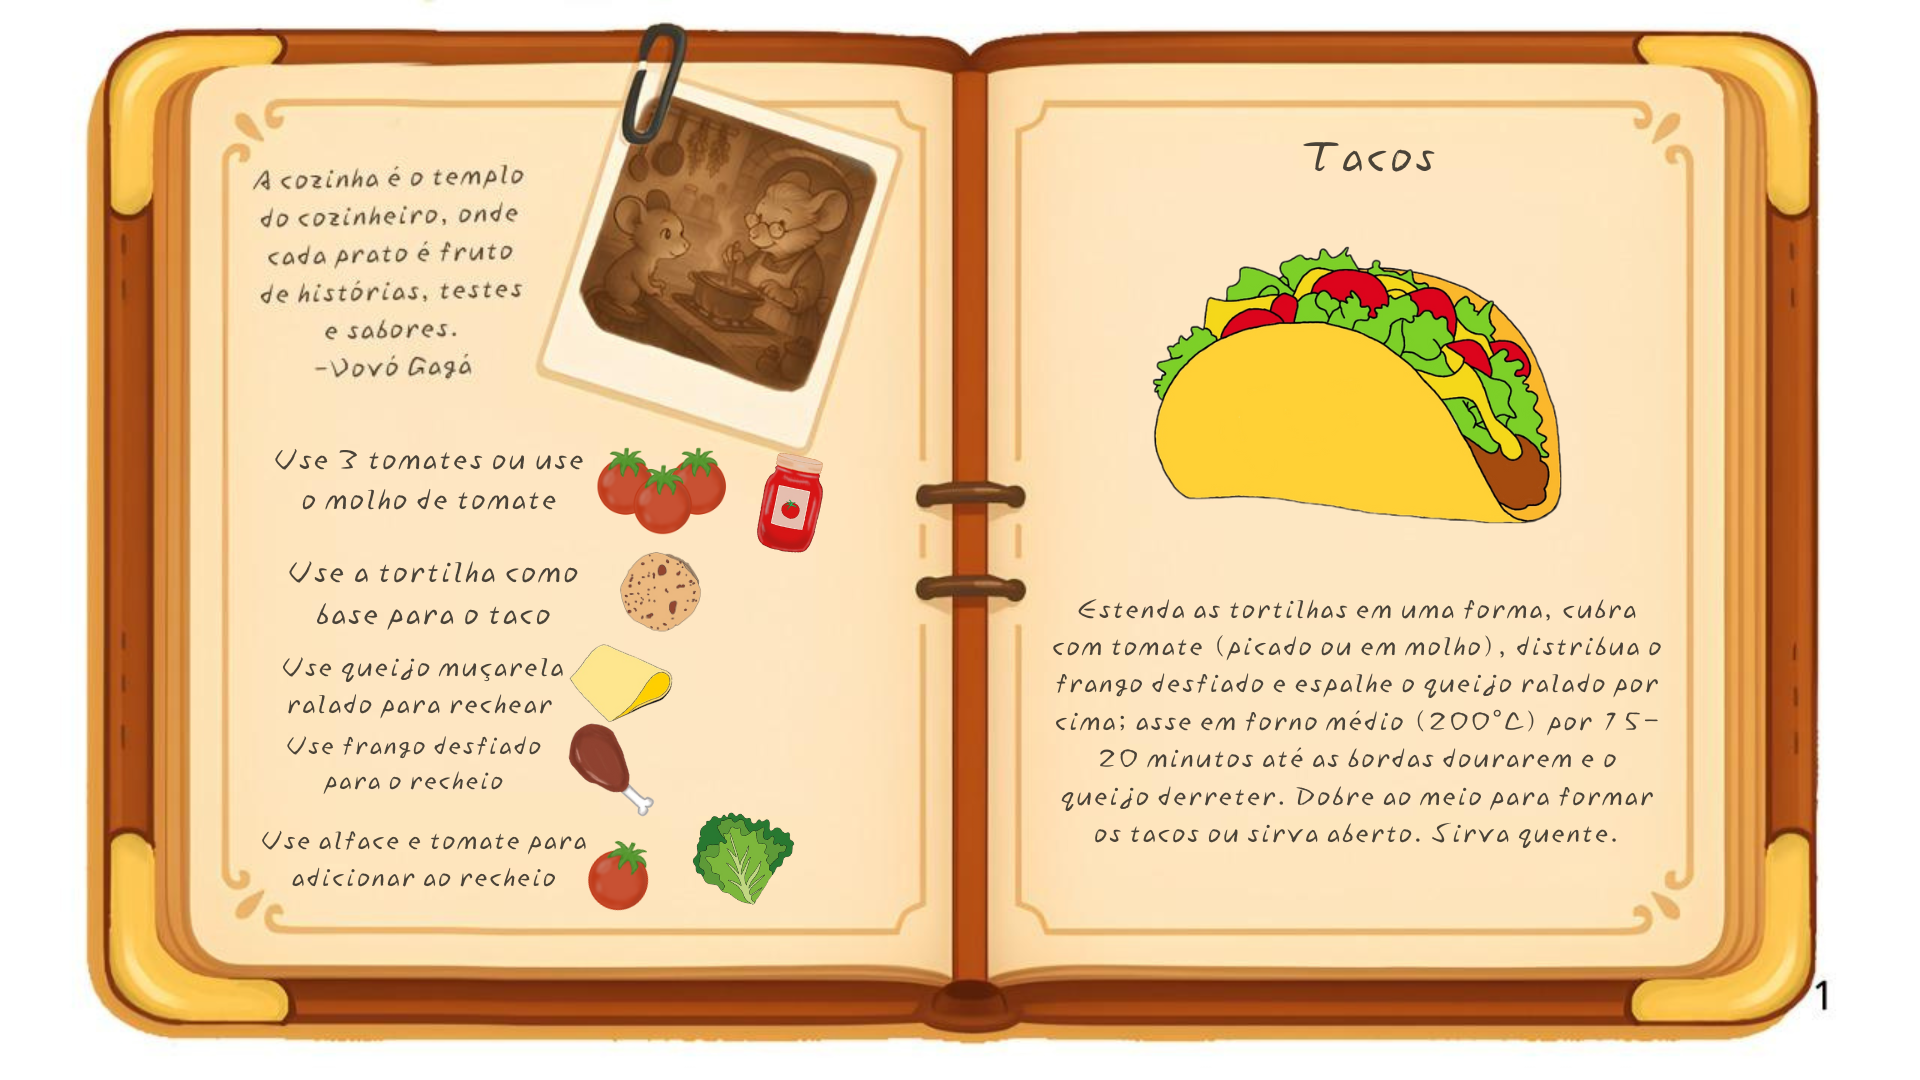 A cozinha é o templo
do cozinheiro, onde
cada prato é fruto
de histórias, testes
e sabores.
-Vovó Gagá
Use 3 tomates ou use
o molho de tomate
Use a tortilha como
base para o taco
Use queijo muçarela
ralado para rechear
Use frango desfiado
para o recheio
Use alface e tomate para
adicionar ao recheio
Tacos
Estenda as tortilhas em uma forma, cubra
com tomate (picado ou em molho), distribua o
frango desfiado e espalhe o queijo ralado por
cima; asse em forno médio (200°C) por 15-
20 minutos até as bordas dourarem e o
queijo derreter. Dobre ao meio para formar
os tacos ou sirva aberto. Sirva quente.
1